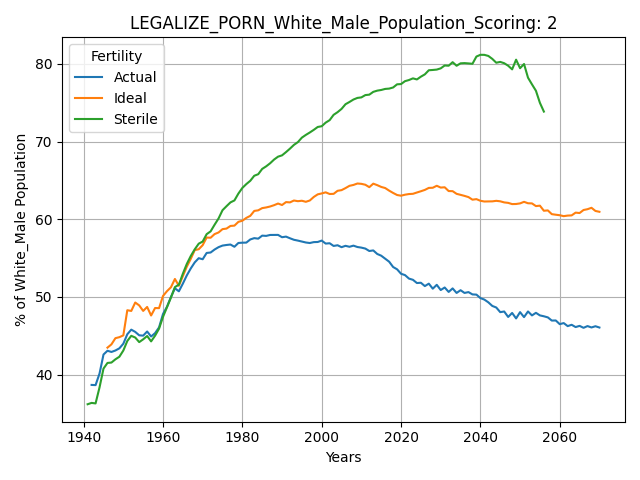 LEGALIZE_PORN_White_Male_Population_Scoring: 2
Fertility
Actual
Ideal
Sterile
% of White_Male Population
80
70
60
50
40
1940
1960
1980
2000
2020
2040
2060
Years